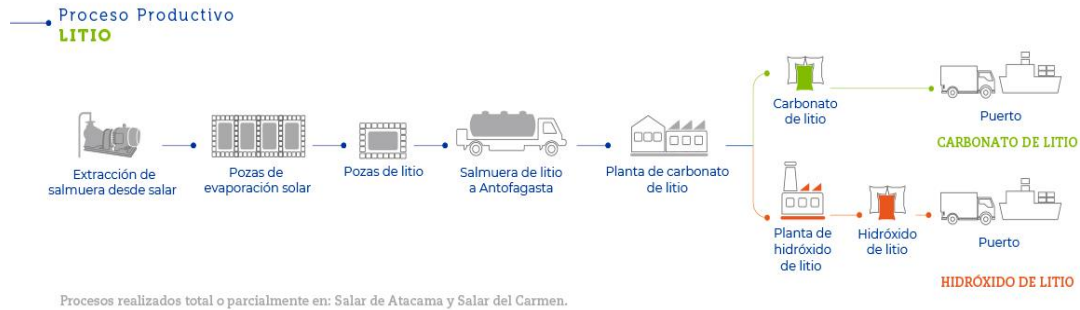 Proceso Productivo
LITIO
Extracción de
salmuera desde salar
Pozas de
evaporación solar
Pozas de litio
Salmuera de litio
a Antofagasta
Planta de carbonato
de litio
Carbonato
de litio
Puerto
CARBONATO DE LITIO
Planta de
hidróxido
de litio
Hidróxido
de litio
Puerto
HIDRÓXIDO DE LITIO
Procesos realizados total o parcialmente en: Salar de Atacama y Salar del Carmen.